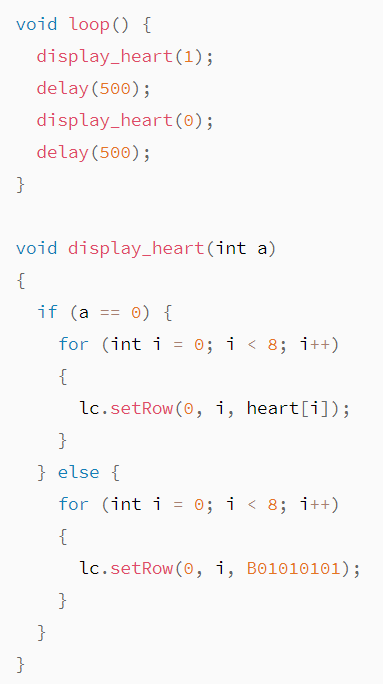 void loop() {
  display_heart(1);
  delay(500);
  display_heart(0);
  delay(500);
}

void display_heart(int a)
{
  if (a == 0) {
    for (int i = 0; i < 8; i++)
    {
      lc.setRow(0, i, heart[i]);
    }
  } else {
    for (int i = 0; i < 8; i++)
    {
      lc.setRow(0, i, B01010101);
    }
  }
}